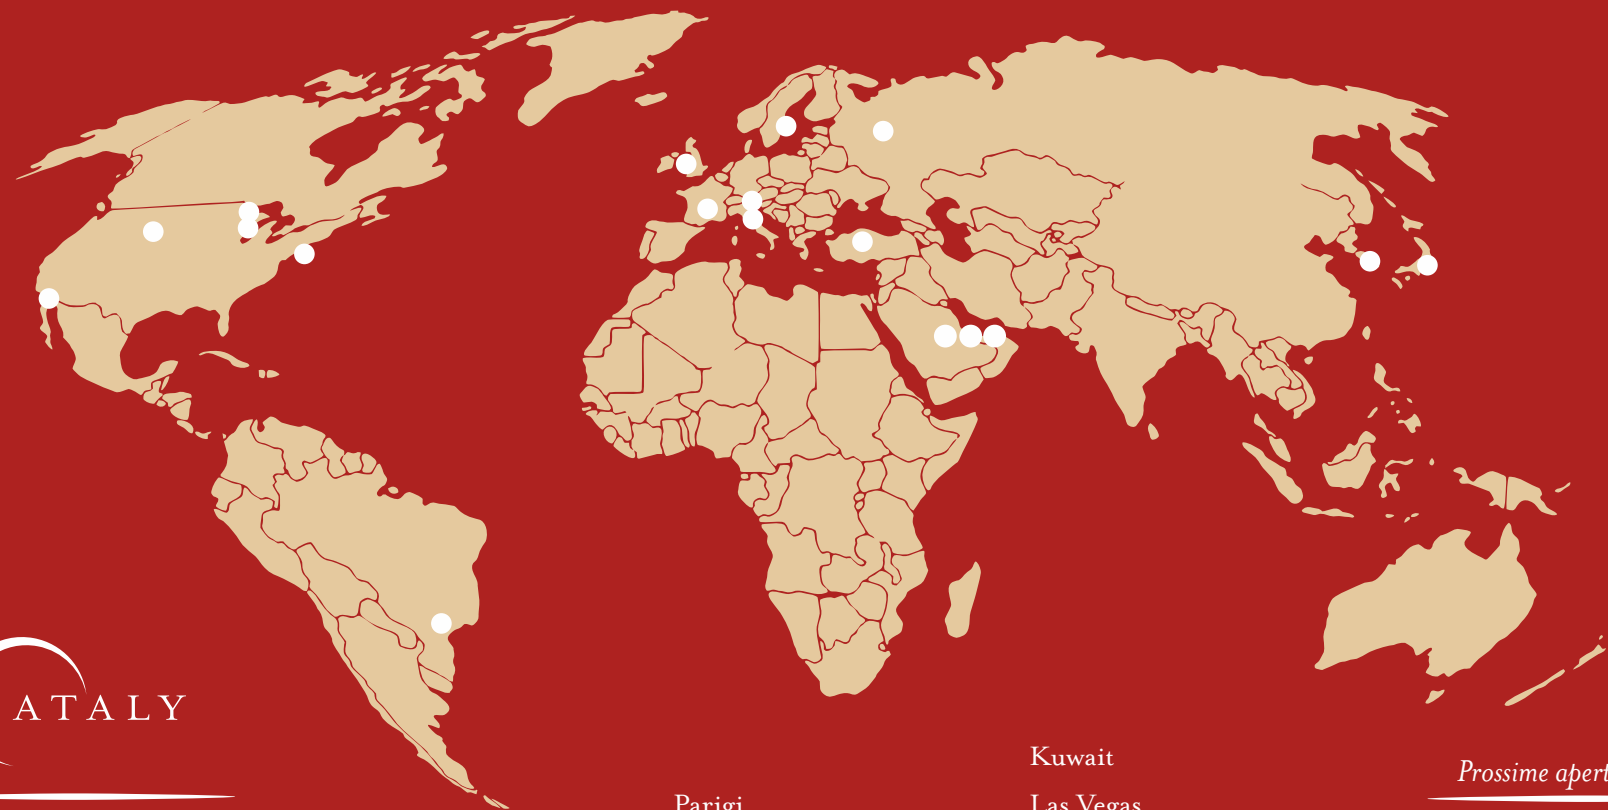 ATALY
Kuwait
Prossime apert
Parigi
Las Vegas